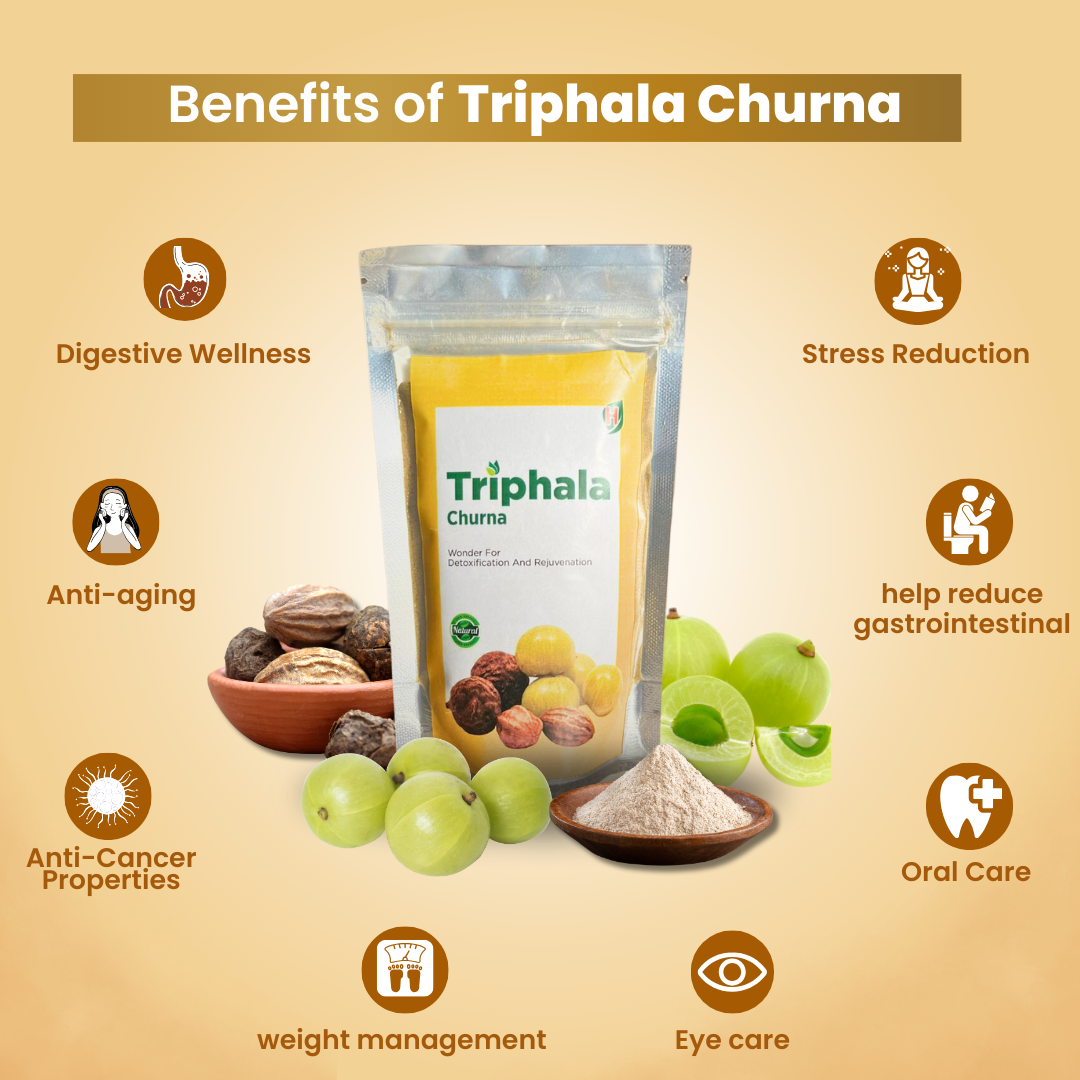 Benefits of Triphala Churna
Digestive Wellness
Stress Reduction
Triphala
Churna
Wonder For
Detoxification And Rejuvenation
Natural
Anti-aging
help reduce
gastrointestinal
Anti-Cancer
Properties
Oral Care
weight management
Eye care